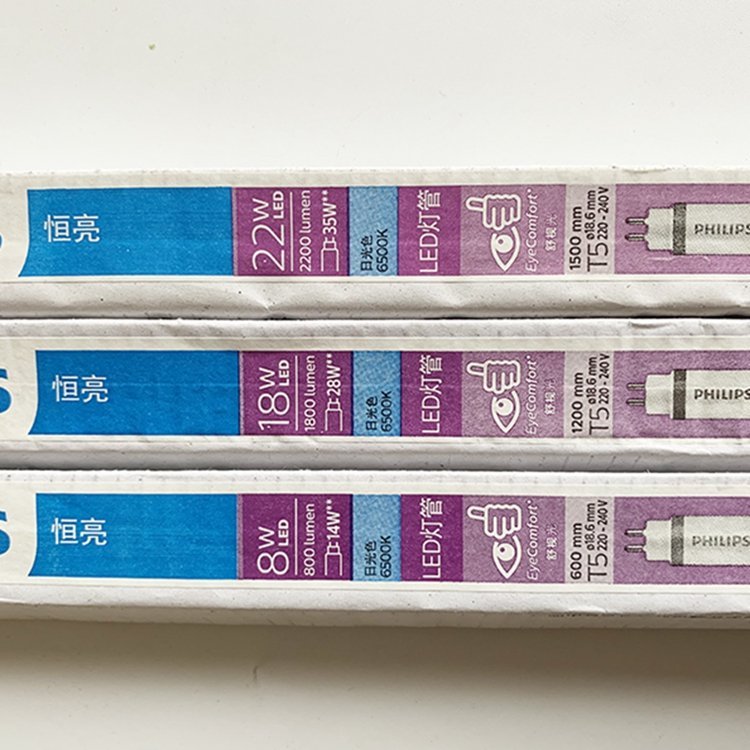 恒亮
22W
LED
2200 lumen
35W**
日光色
6500K
LED灯管
EyeComfort*
舒视光
1500 mm
T5
ø18.6 mm
220 - 240 V
PHILIPS
S
恒亮
18W
LED
1800 lumen
28W**
日光色
6500K
LED灯管
EyeComfort*
舒视光
1200 mm
T5
ø18.6 mm
220 - 240 V
PHILIPS
S
恒亮
8W
LED
800 lumen
14W**
日光色
6500K
LED灯管
EyeComfort*
舒视光
600 mm
T5
ø18.6 mm
220 - 240 V
PHILIPS